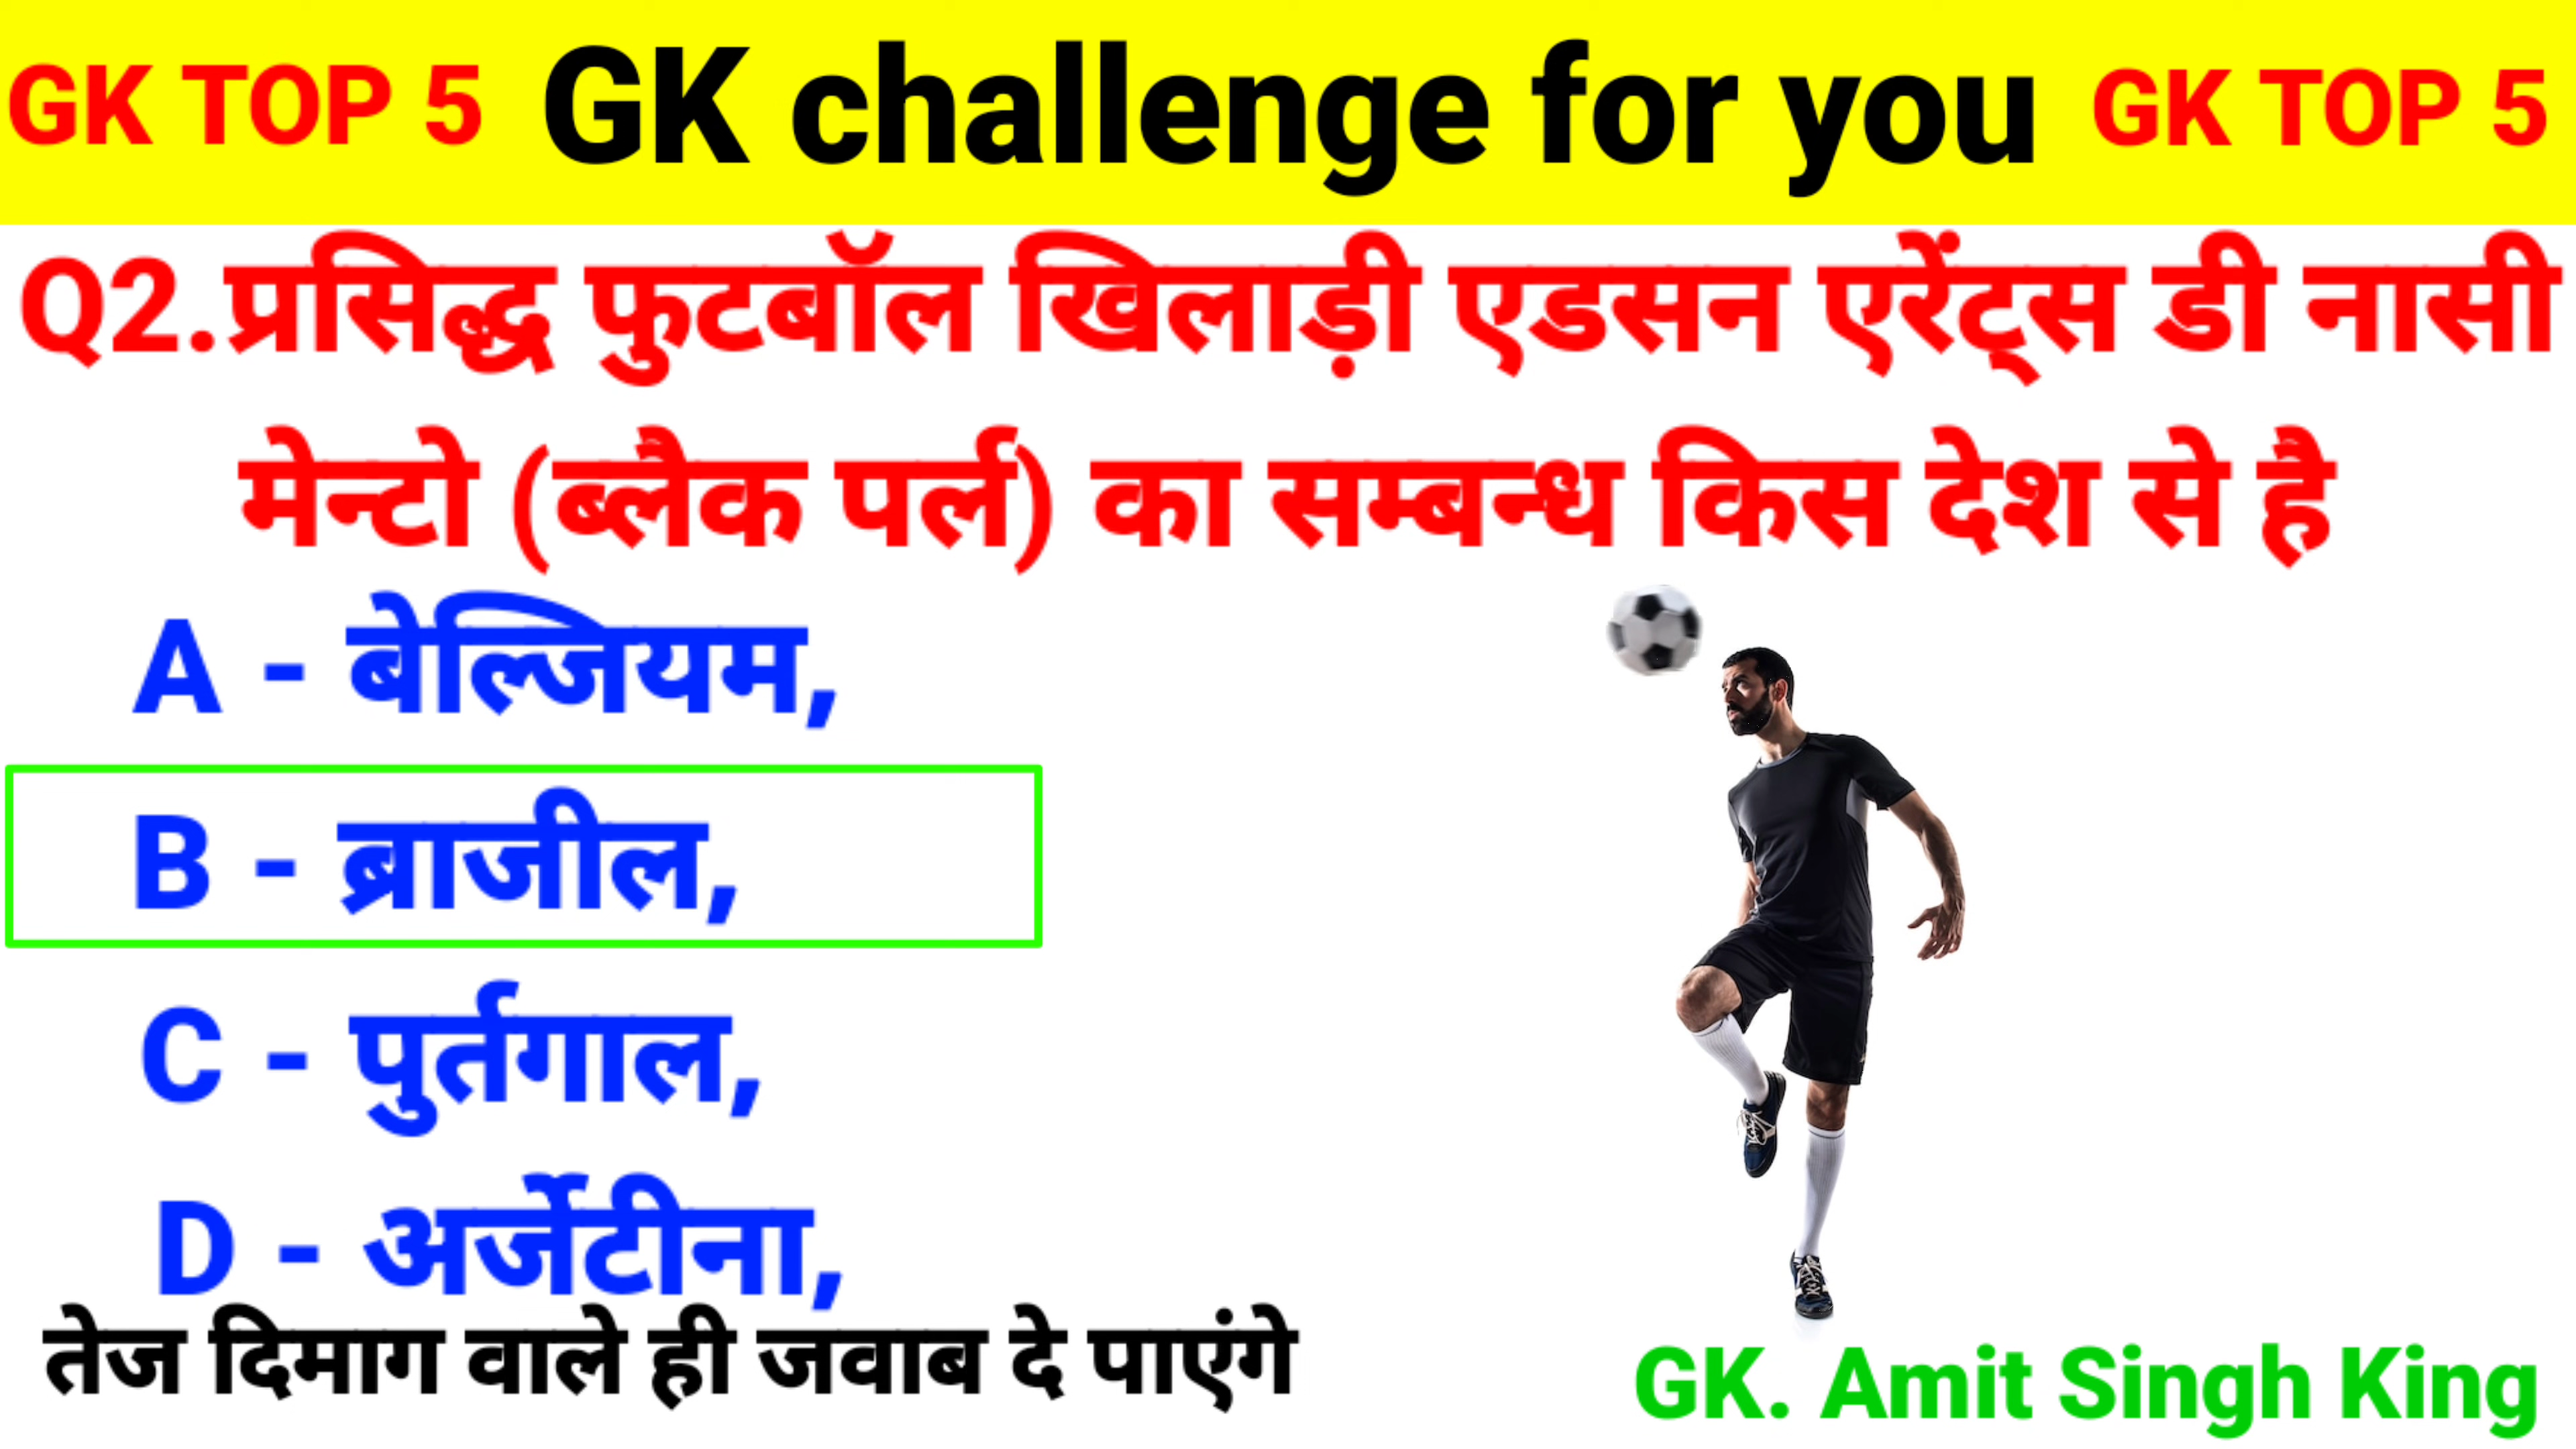 GK TOP 5 GK challenge for you GK TOP 5
Q2.प्रसिद्ध फुटबॉल खिलाड़ी एडसन एरेंट्स डी नासी
मेन्टो (ब्लैक पर्ल) का सम्बन्ध किस देश से है
A - बेल्जियम,
B - ब्राजील,
C - पुर्तगाल,
D - अर्जेटीना,
तेज दिमाग वाले ही जवाब दे पाएंगे
GK. Amit Singh King